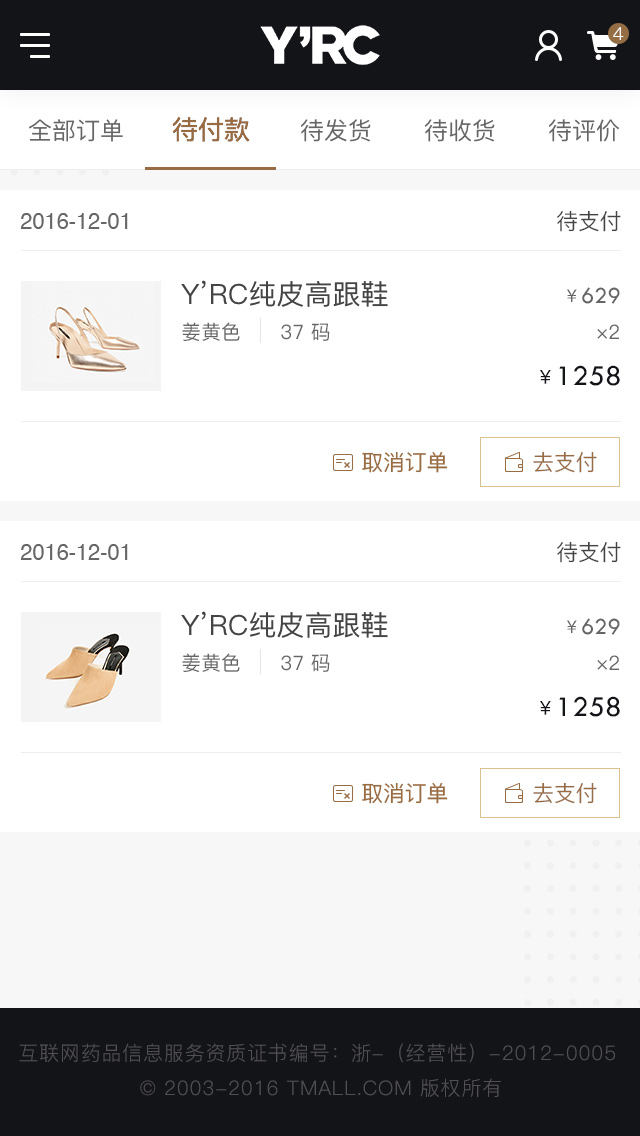 Y'RC
4
全部订单 待付款 待发货 待收货 待评价
2016-12-01 待支付
Y’RC纯皮高跟鞋 ¥629
姜黄色 37 码 ×2
¥1258
取消订单 去支付
2016-12-01 待支付
Y’RC纯皮高跟鞋 ¥629
姜黄色 37 码 ×2
¥1258
取消订单 去支付
互联网药品信息服务资质证书编号：浙-（经营性）-2012-0005
© 2003-2016 TMALL.COM 版权所有